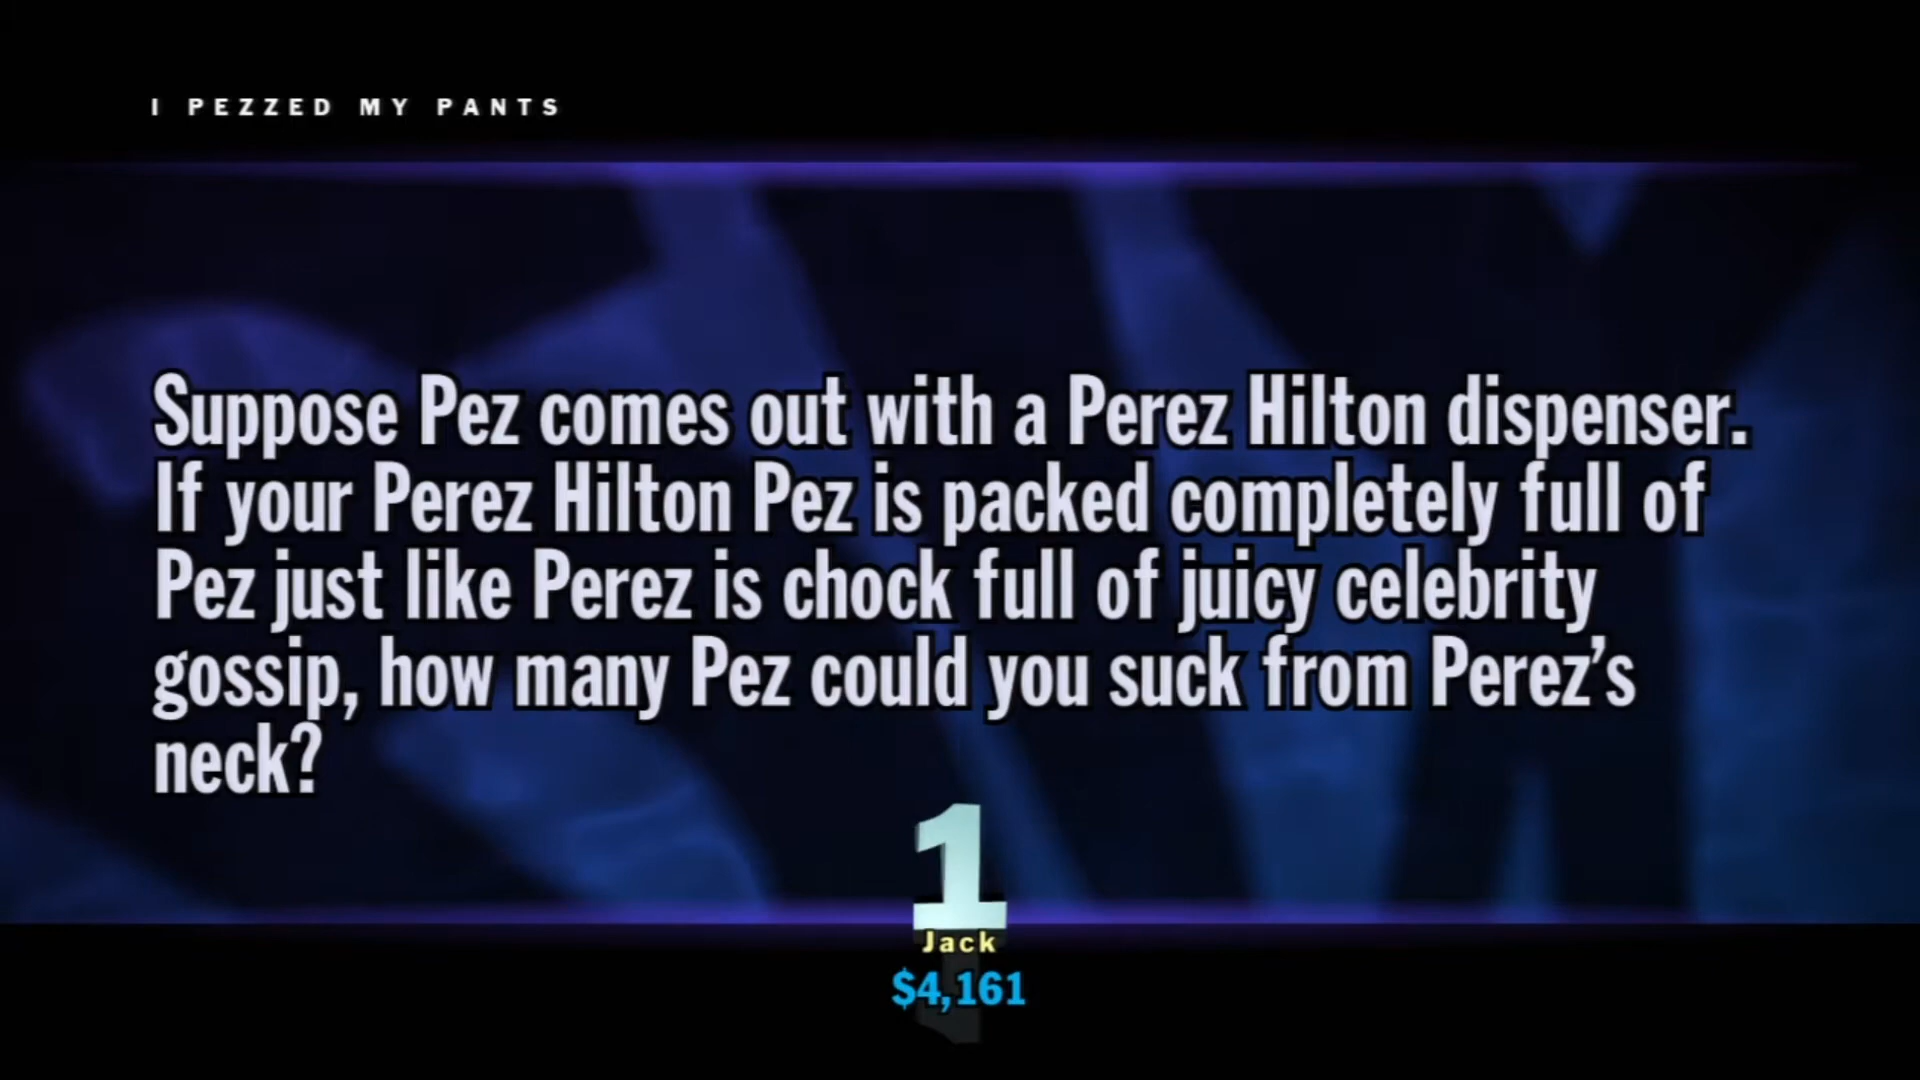 I PEZZED MY PANTS
Suppose Pez comes out with a Perez Hilton dispenser.
If your Perez Hilton Pez is packed completely full of
Pez just like Perez is chock full of juicy celebrity
gossip, how many Pez could you suck from Perez’s
neck?
1
Jack
$4,161